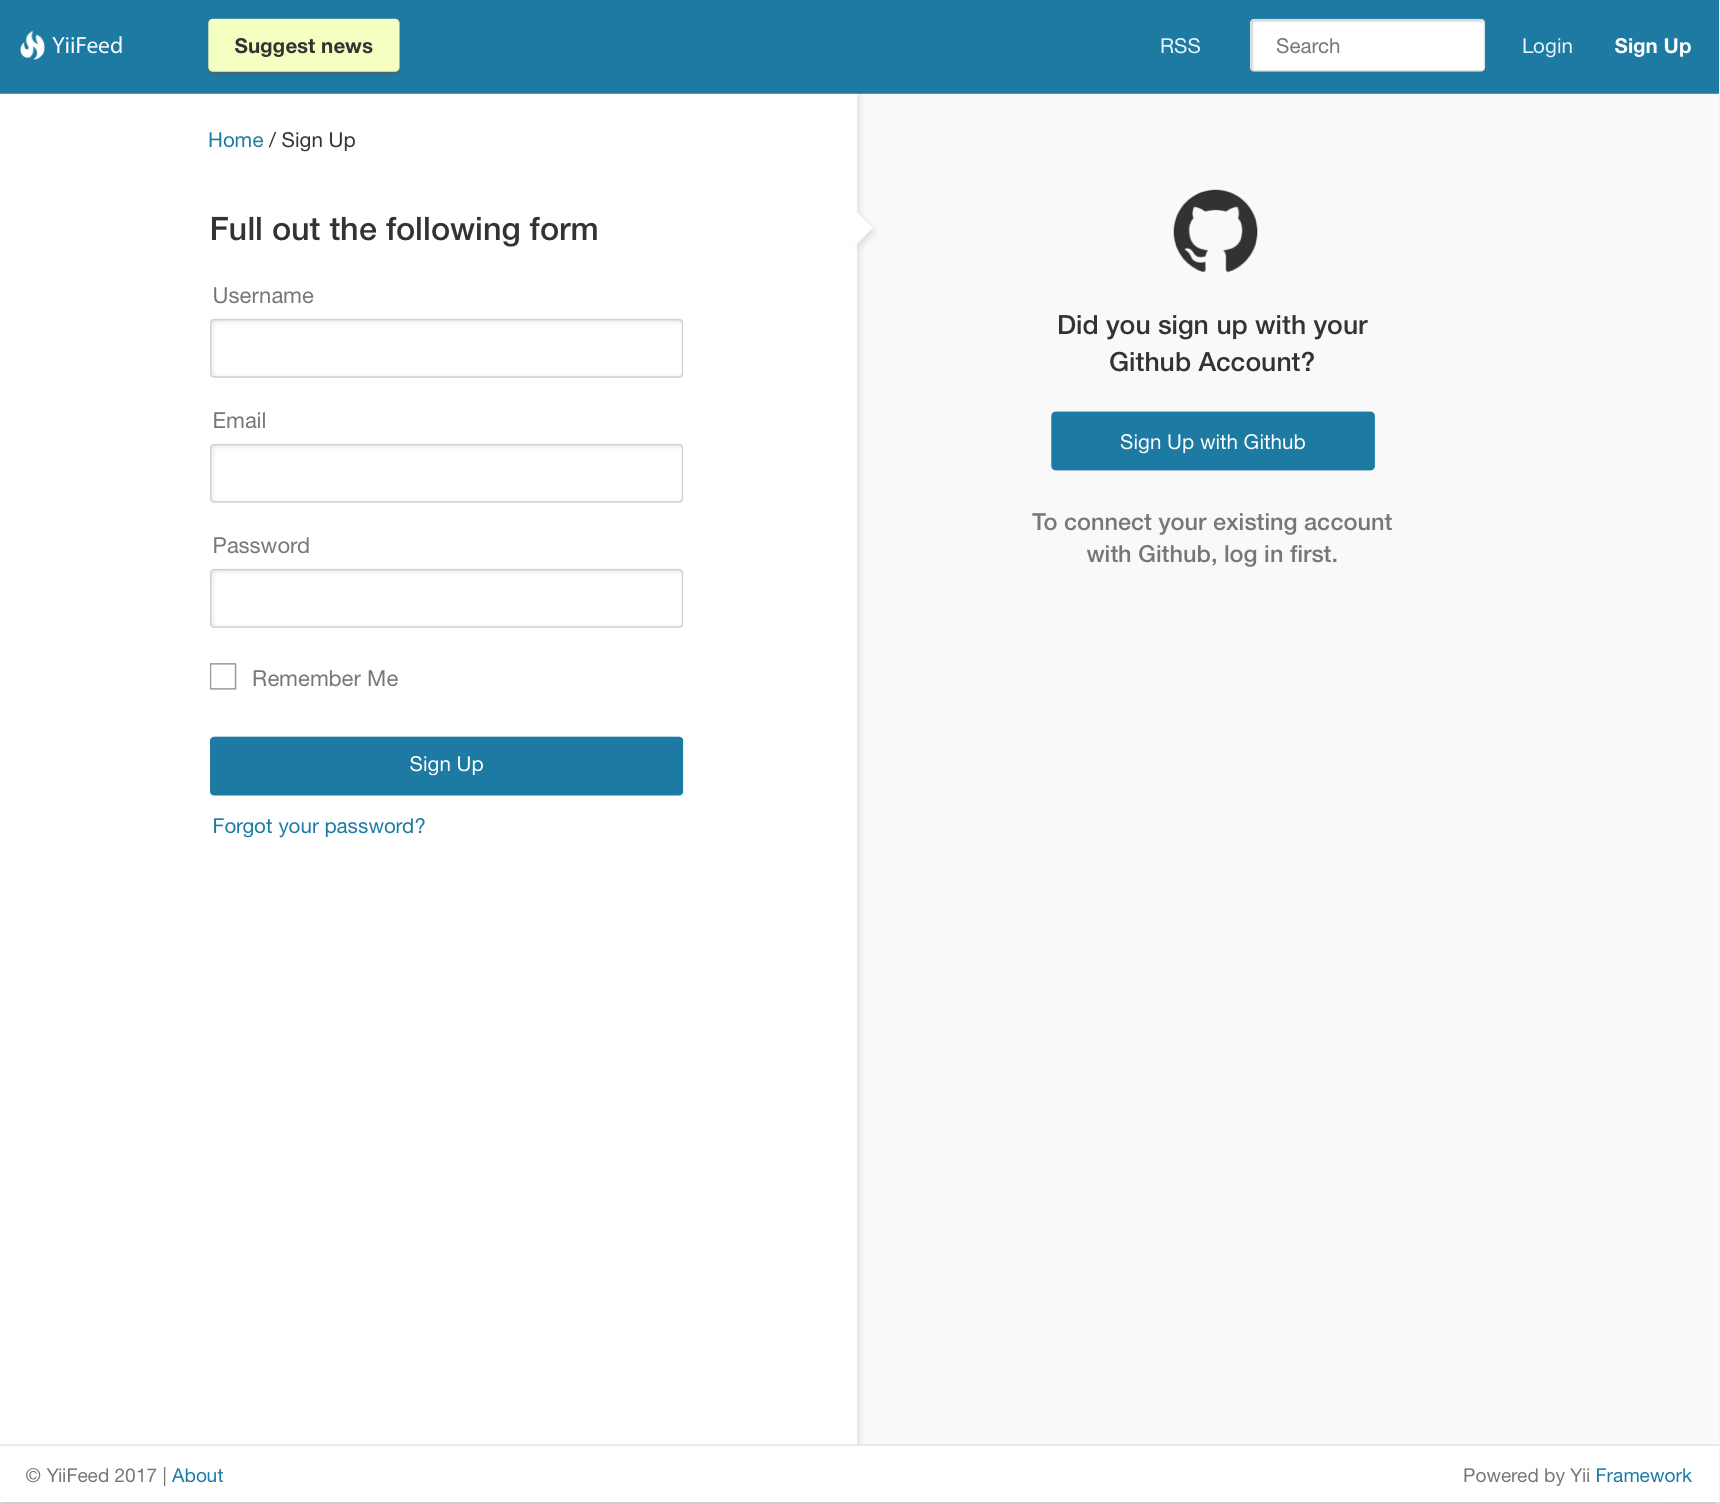 YiiFeed
Suggest news
RSS
Search
Login
Sign Up
Home / Sign Up
Full out the following form
Username
Email
Password
Remember Me
Sign Up
Forgot your password?
Did you sign up with your
Github Account?
Sign Up with Github
To connect your existing account
with Github, log in first.
© YiiFeed 2017 | About
Powered by Yii Framework